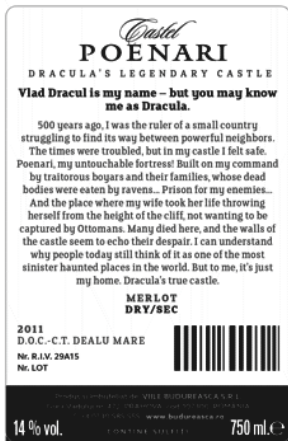 Castel
POENARI
DRACULA'S LEGENDARY CASTLE
Vlad Dracul is my name – but you may know
me as Dracula.
500 years ago, I was the ruler of a small country
struggling to find its way between powerful neighbors.
The times were troubled, but in my castle I felt safe.
Poenari, my untouchable fortress! Built on my command
by traitorous boyars and their families, whose dead
bodies were eaten by ravens... Prison for my enemies...
And the place where my wife took her life throwing
herself from the height of the cliff, not wanting to be
captured by Ottomans. Many died here, and the walls of
the castle seem to echo their despair. I can understand
why people today still think of it as one of the most
sinister haunted places in the world. But to me, it's just
my home. Dracula's true castle.
MERLOT
DRY/SEC
2011
D.O.C.-C.T. DEALU MARE
Nr. R.I.V. 29A15
Nr. LOT
VIILE BUDUREASCA S.R.L.
www.budureasca.ro
14 % vol.
CONTINE SULFITI
750 ml.e